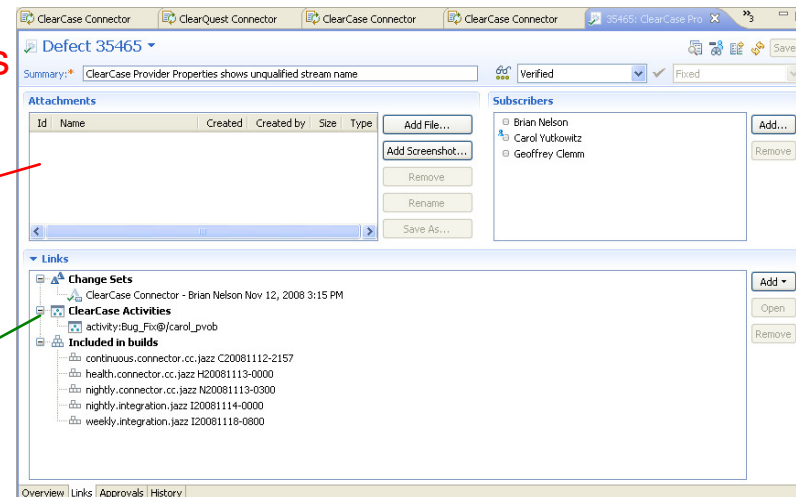 ClearCase Connector ClearQuest Connector ClearCase Connector ClearCase Connector 35465: ClearCase Pro »3
s
Defect 35465 Save
Summary:* ClearCase Provider Properties shows unqualified stream name Verified Fixed
Attachments
Id Name Created Created by Size Type
Add File...
Add Screenshot...
Remove
Rename
Save As...
Subscribers
Brian Nelson
Carol Yutkowitz
Geoffrey Clemm
Add...
Remove
Links
Change Sets
ClearCase Connector - Brian Nelson Nov 12, 2008 3:15 PM
ClearCase Activities
activity:Bug_Fix@/carol_pvob
Included in builds
continuous.connector.cc.jazz C20081112-2157
health.connector.cc.jazz H20081113-0000
nightly.connector.cc.jazz N20081113-0300
nightly.integration.jazz I20081114-0000
weekly.integration.jazz I20081118-0800
Add
Open
Remove
Overview Links Approvals History